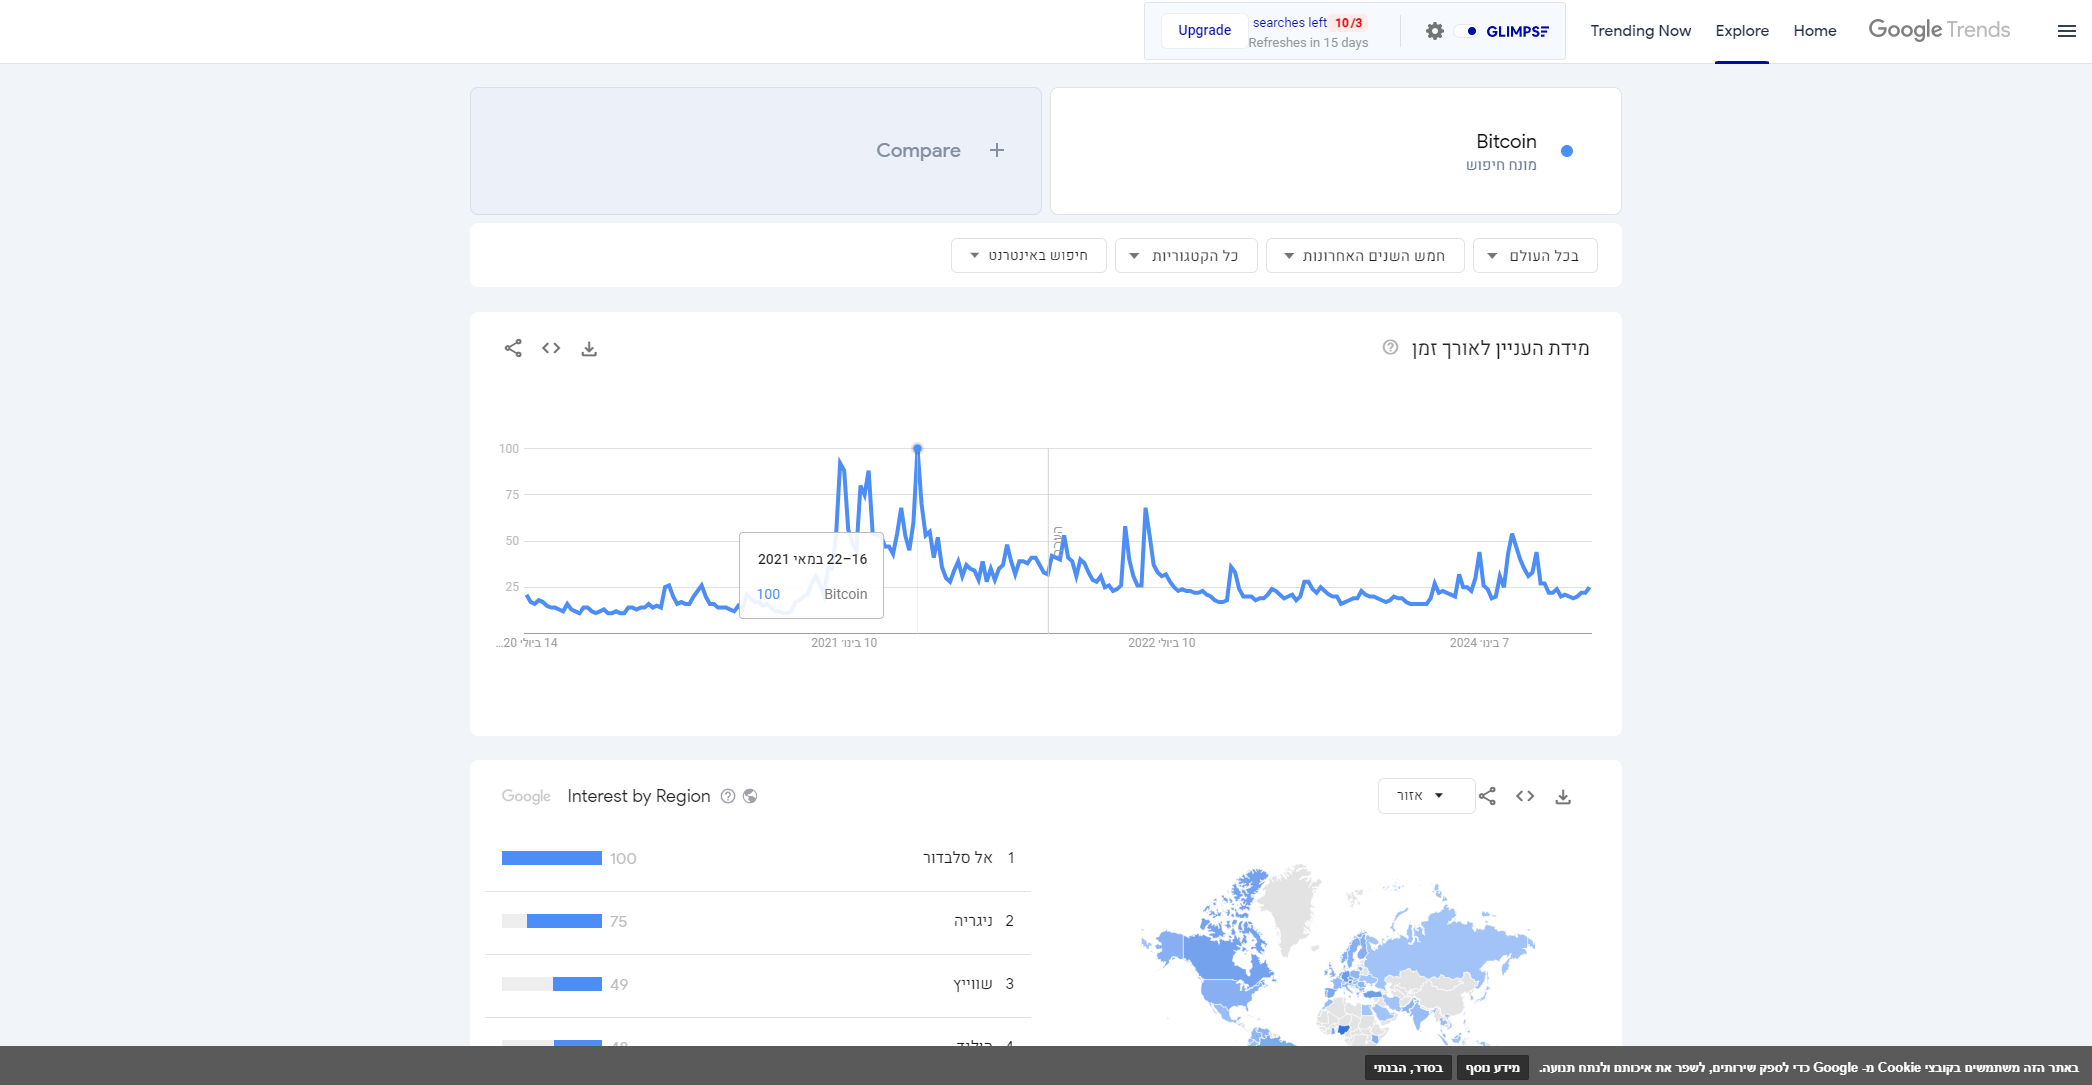 Google Trends
Home
Explore
Trending Now
GLIMPSE
searches left 10/3
Refreshes in 15 days
Upgrade
Bitcoin
מונח חיפוש
+ Compare
בכל העולם
חמש השנים האחרונות
כל הקטגוריות
חיפוש באינטרנט
מידת העניין לאורך זמן
100
75
50
25
הערה
16–22 במאי 2021
Bitcoin 100
14 ביולי 20...
10 בינו׳ 2021
10 ביולי 2022
7 בינו׳ 2024
Google Interest by Region
אזור
1 אל סלבדור 100
2 ניגריה 75
3 שווייץ 49
באתר הזה משתמשים בקובצי Cookie מ- Google כדי לספק שירותים, לשפר את איכותם ולנתח תנועה.
מידע נוסף
בסדר, הבנתי